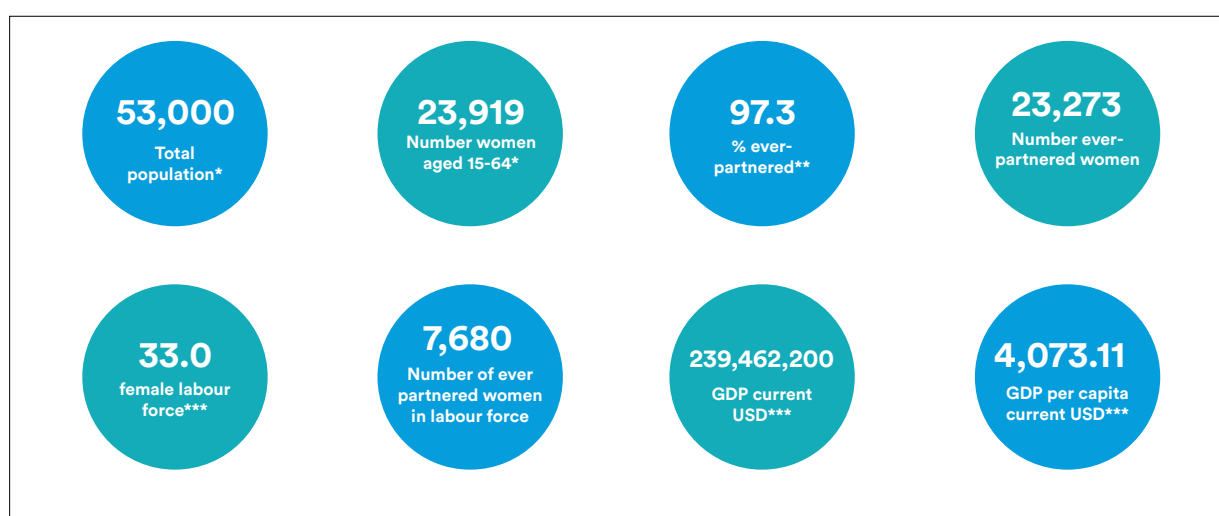 53,000
Total
population*
23,919
Number women
aged 15-64*
97.3
% ever-
partnered**
23,273
Number ever-
partnered women
33.0
female labour
force***
7,680
Number of ever
partnered women
in labour force
239,462,200
GDP current
USD***
4,073.11
GDP per capita
current USD***